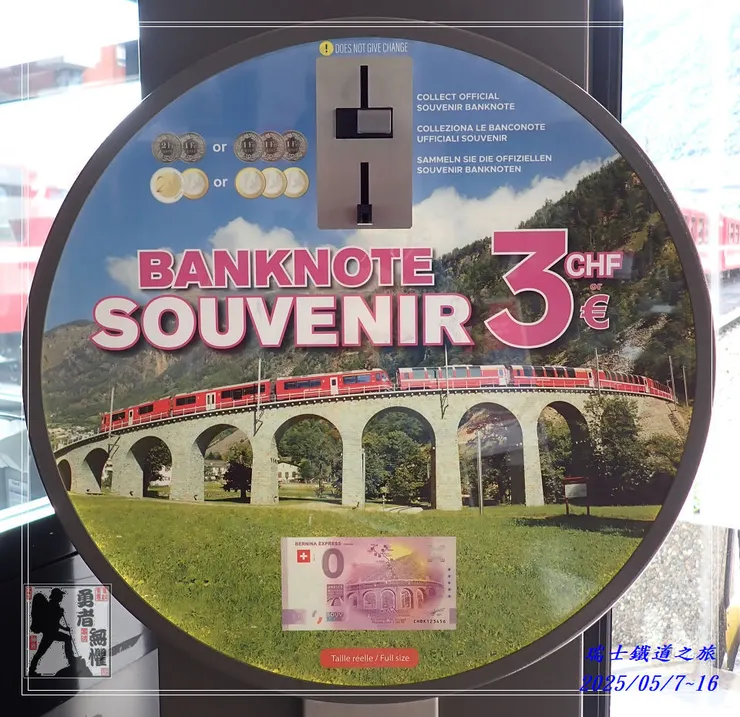 ! DOES NOT GIVE CHANGE
COLLECT OFFICIAL
SOUVENIR BANKNOTE
COLLEZIONA LE BANCONOTE
UFFICIALI SOUVENIR
SAMMELN SIE DIE OFFIZIELLEN
SOUVENIR BANKNOTEN
or
or
BANKNOTE
SOUVENIR
3 CHF
or
€
BERNINA EXPRESS
0
CHBK123456
Taille réelle / Full size
勇者
無懼
瑞士鐵道之旅
2025/05/7~16